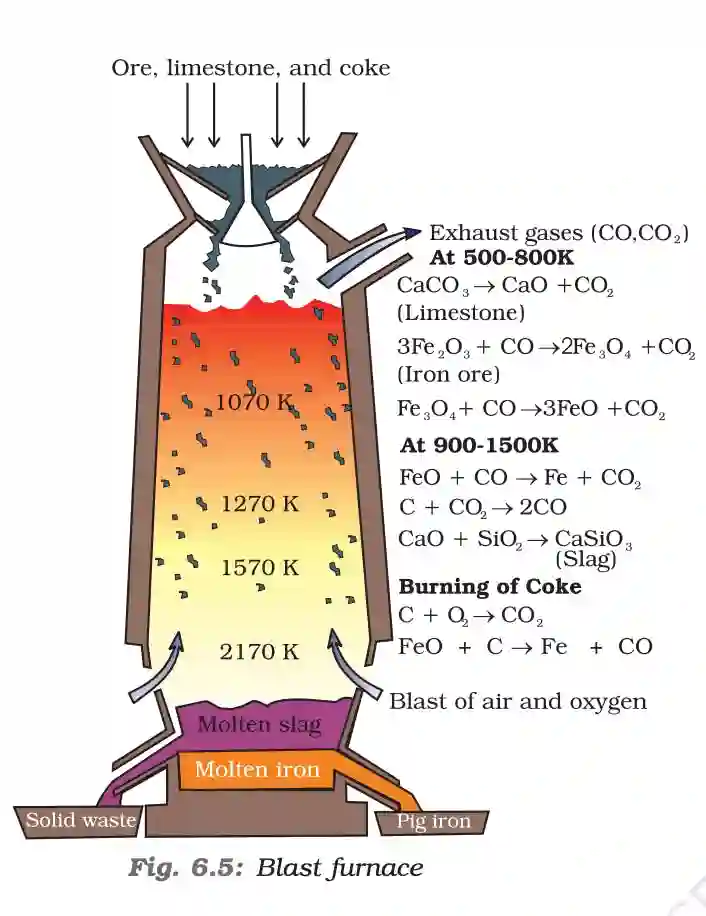 Ore, limestone, and coke
Exhaust gases (CO,CO₂)
At 500-800K
CaCO₃→ CaO +CO₂
(Limestone)
3Fe₂O₃ + CO→2Fe₃O₄ +CO₂
(Iron ore)
Fe₃O₄+ CO→3FeO +CO₂
1070 K
At 900-1500K
FeO + CO → Fe + CO₂
1270 K
C + CO₂→ 2CO
CaO + SiO₂→ CaSiO₃
(Slag)
1570 K
Burning of Coke
C + O₂→ CO₂
FeO + C → Fe + CO
2170 K
Blast of air and oxygen
Molten slag
Molten iron
Solid waste
Pig iron
Fig. 6.5: Blast furnace